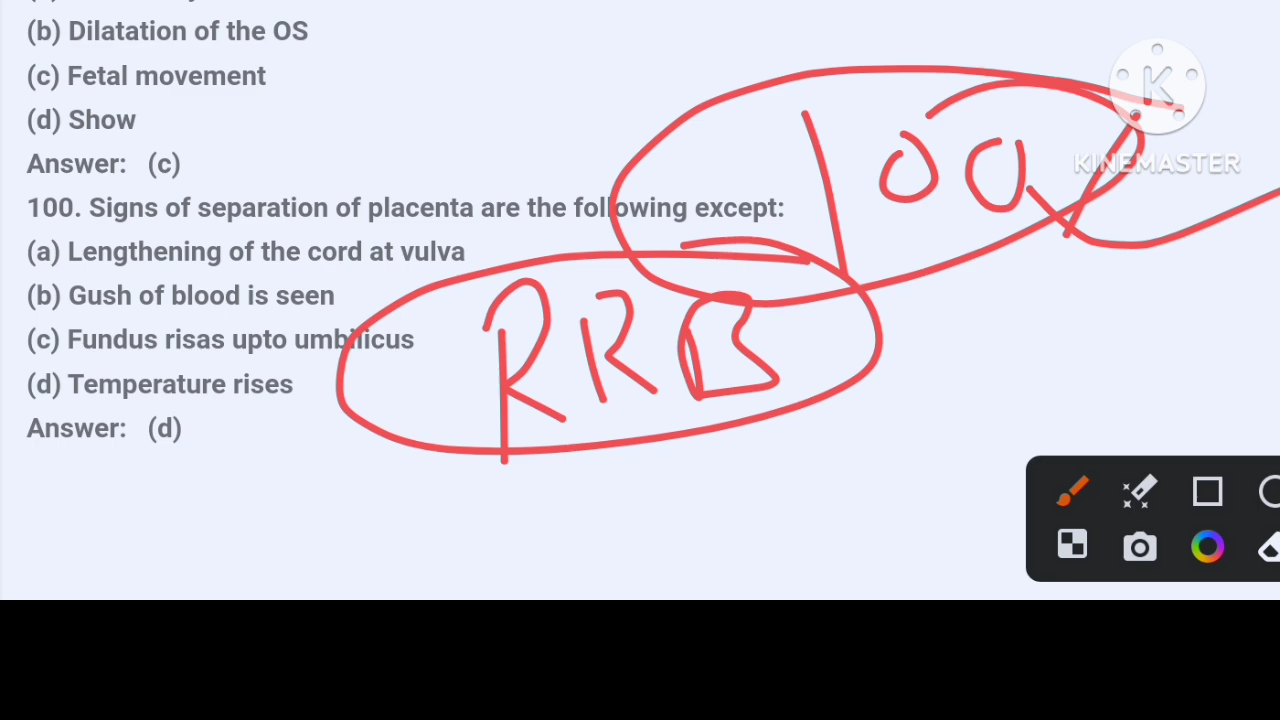 (b) Dilatation of the OS
(c) Fetal movement
(d) Show
Answer: (c)
100. Signs of separation of placenta are the following except:
(a) Lengthening of the cord at vulva
(b) Gush of blood is seen
(c) Fundus risas upto umbilicus
(d) Temperature rises
Answer: (d)
100
RRB
K
KINEMASTER